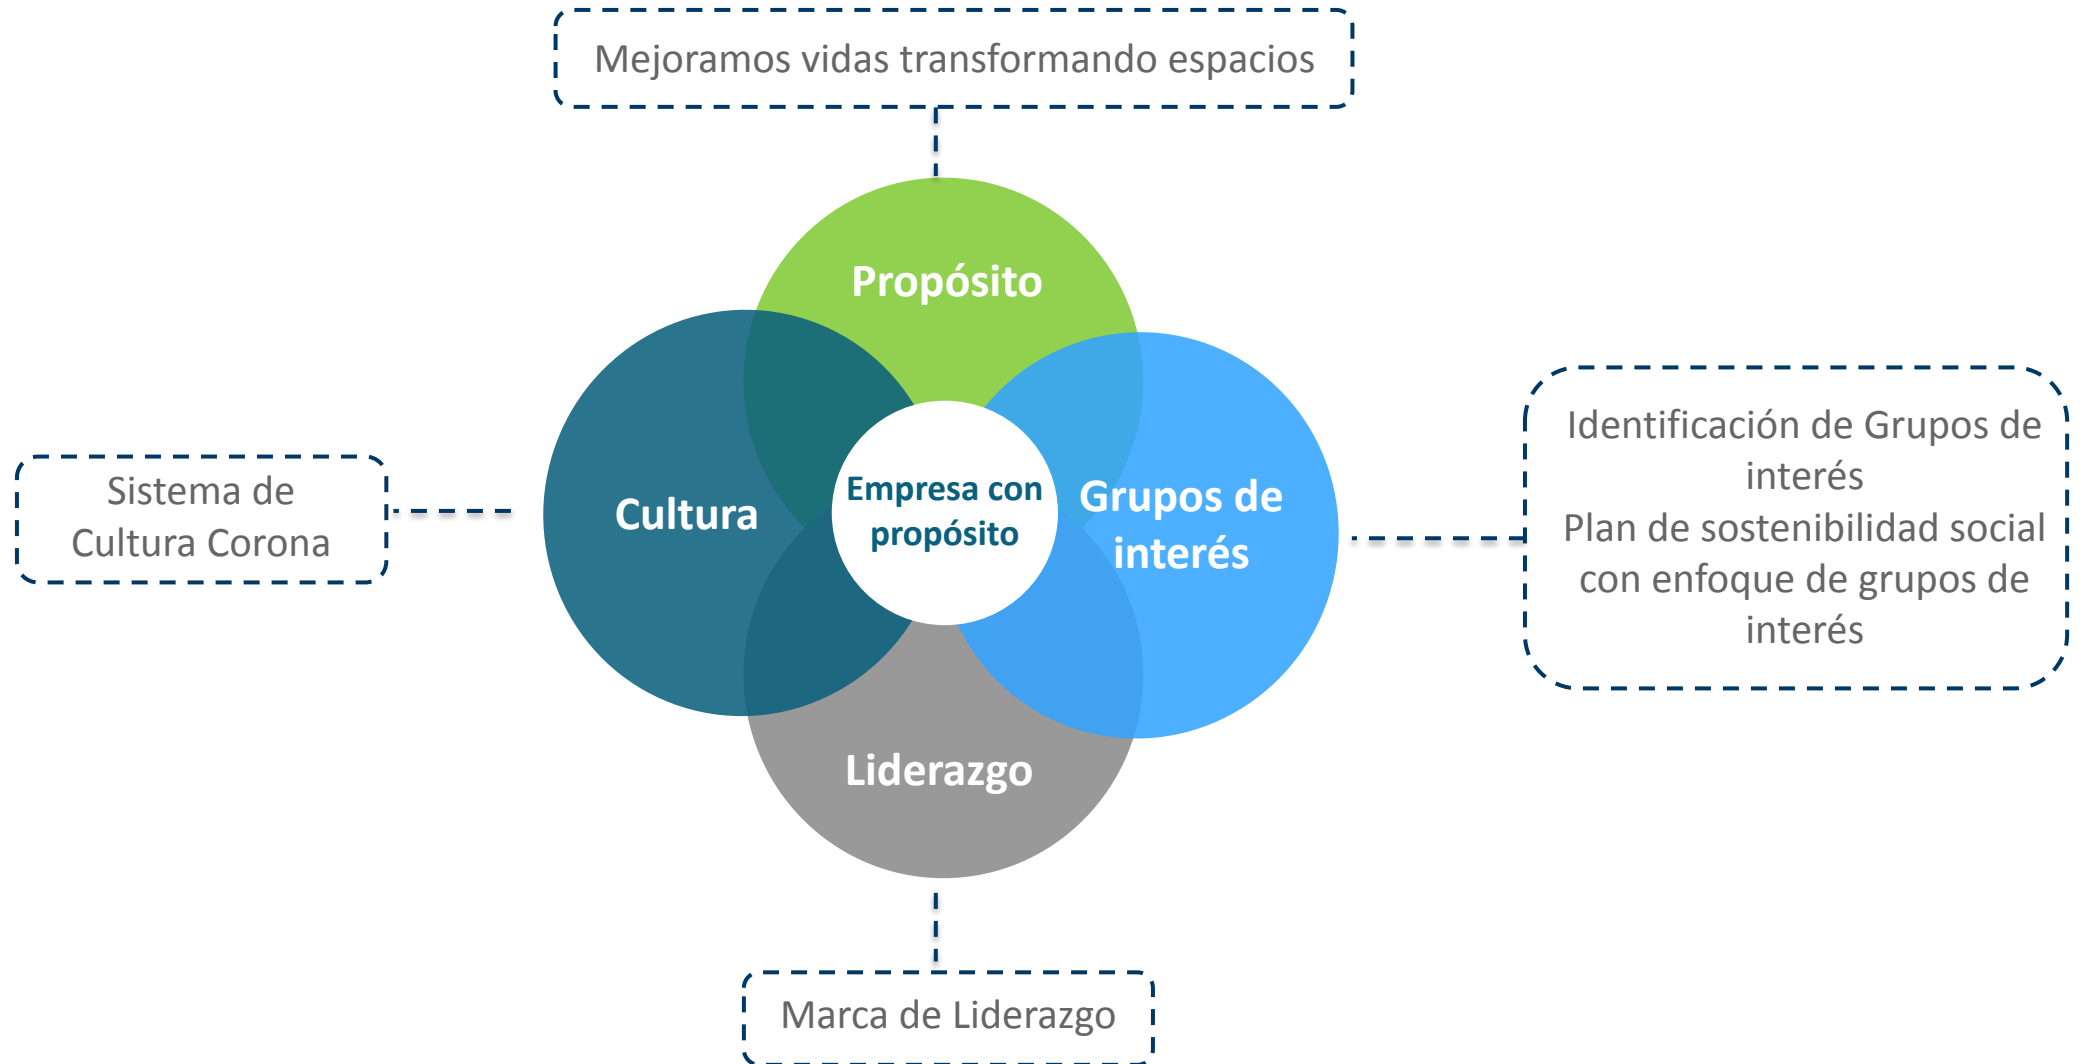 Mejoramos vidas transformando espacios
Propósito
Sistema de
Cultura Corona
Cultura
Empresa con
propósito
Grupos de
interés
Identificación de Grupos de
interés
Plan de sostenibilidad social
con enfoque de grupos de
interés
Liderazgo
Marca de Liderazgo